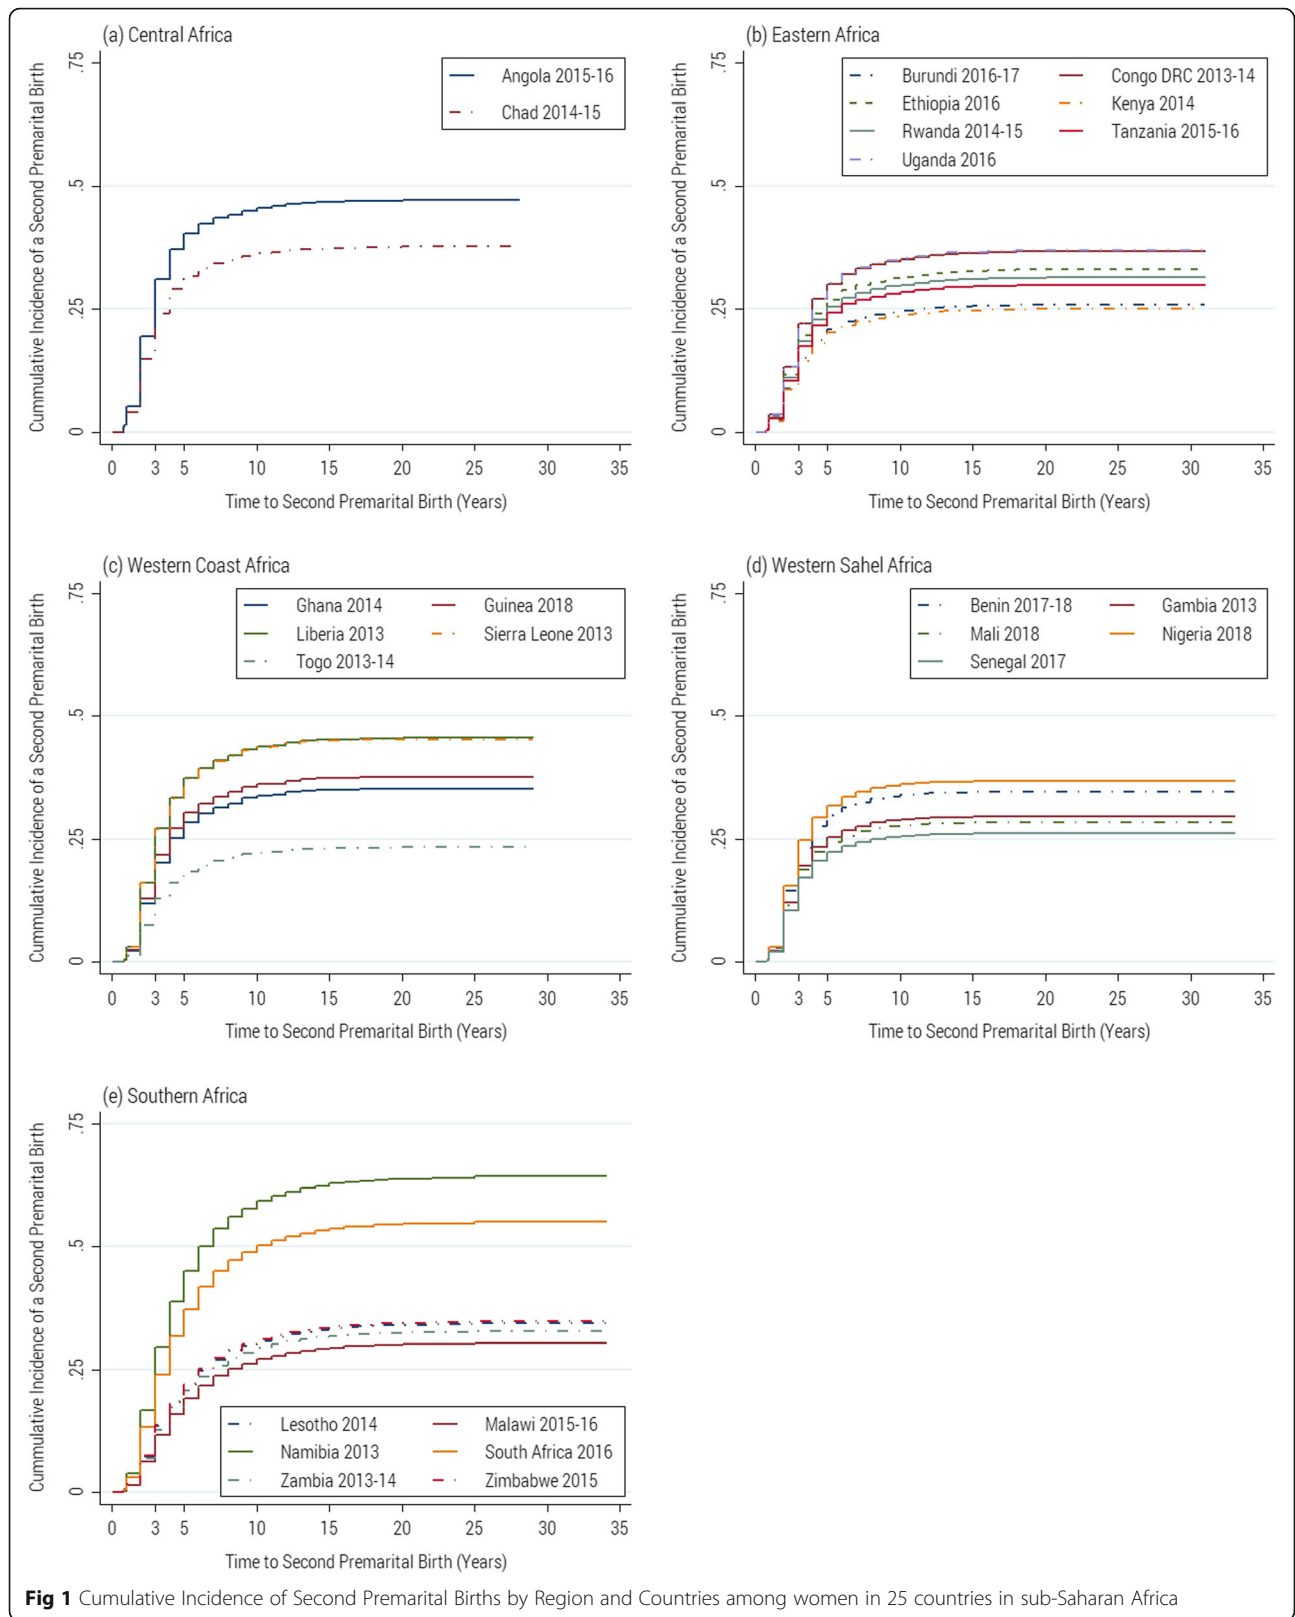 (a) Central Africa
Cummulative Incidence of a Second Premarital Birth
.75
.5
.25
0
Angola 2015-16
Chad 2014-15
0 3 5 10 15 20 25 30 35
Time to Second Premarital Birth (Years)
(b) Eastern Africa
Cummulative Incidence of a Second Premarital Birth
.75
.5
.25
0
Burundi 2016-17 Congo DRC 2013-14
Ethiopia 2016 Kenya 2014
Rwanda 2014-15 Tanzania 2015-16
Uganda 2016
0 3 5 10 15 20 25 30 35
Time to Second Premarital Birth (Years)
(c) Western Coast Africa
Cummulative Incidence of a Second Premarital Birth
.75
.5
.25
0
Ghana 2014 Guinea 2018
Liberia 2013 Sierra Leone 2013
Togo 2013-14
0 3 5 10 15 20 25 30 35
Time to Second Premarital Birth (Years)
(d) Western Sahel Africa
Cummulative Incidence of a Second Premarital Birth
.75
.5
.25
0
Benin 2017-18 Gambia 2013
Mali 2018 Nigeria 2018
Senegal 2017
0 3 5 10 15 20 25 30 35
Time to Second Premarital Birth (Years)
(e) Southern Africa
Cummulative Incidence of a Second Premarital Birth
.75
.5
.25
0
Lesotho 2014 Malawi 2015-16
Namibia 2013 South Africa 2016
Zambia 2013-14 Zimbabwe 2015
0 3 5 10 15 20 25 30 35
Time to Second Premarital Birth (Years)
Fig 1 Cumulative Incidence of Second Premarital Births by Region and Countries among women in 25 countries in sub-Saharan Africa